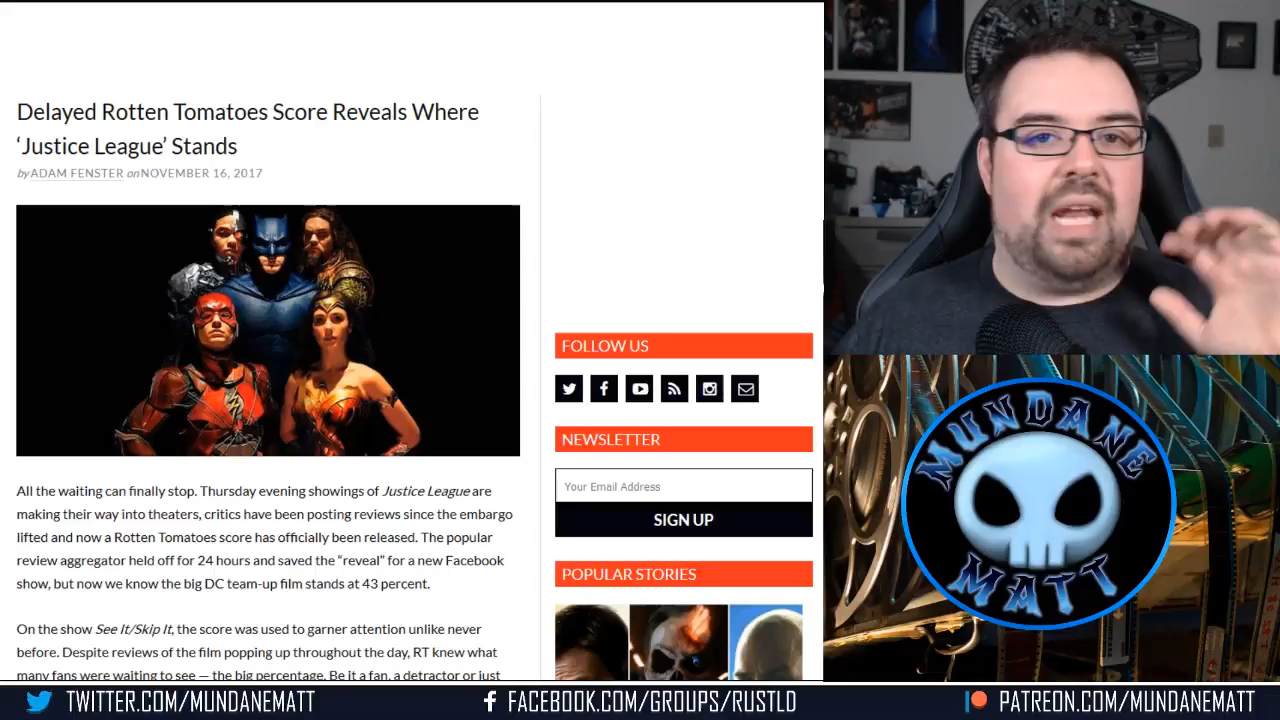 Delayed Rotten Tomatoes Score Reveals Where
‘Justice League’ Stands
by ADAM FENSTER on NOVEMBER 16, 2017
All the waiting can finally stop. Thursday evening showings of Justice League are
making their way into theaters, critics have been posting reviews since the embargo
lifted and now a Rotten Tomatoes score has officially been released. The popular
review aggregator held off for 24 hours and saved the “reveal” for a new Facebook
show, but now we know the big DC team-up film stands at 43 percent.
On the show See It/Skip It, the score was used to garner attention unlike never
before. Despite reviews of the film popping up throughout the day, RT knew what
many fans were waiting to see — the big percentage. Be it a fan, a detractor or just
FOLLOW US
NEWSLETTER
Your Email Address
SIGN UP
POPULAR STORIES
MUNDANE
MATT
TWITTER.COM/MUNDANEMATT
FACEBOOK.COM/GROUPS/RUSTLD
PATREON.COM/MUNDANEMATT